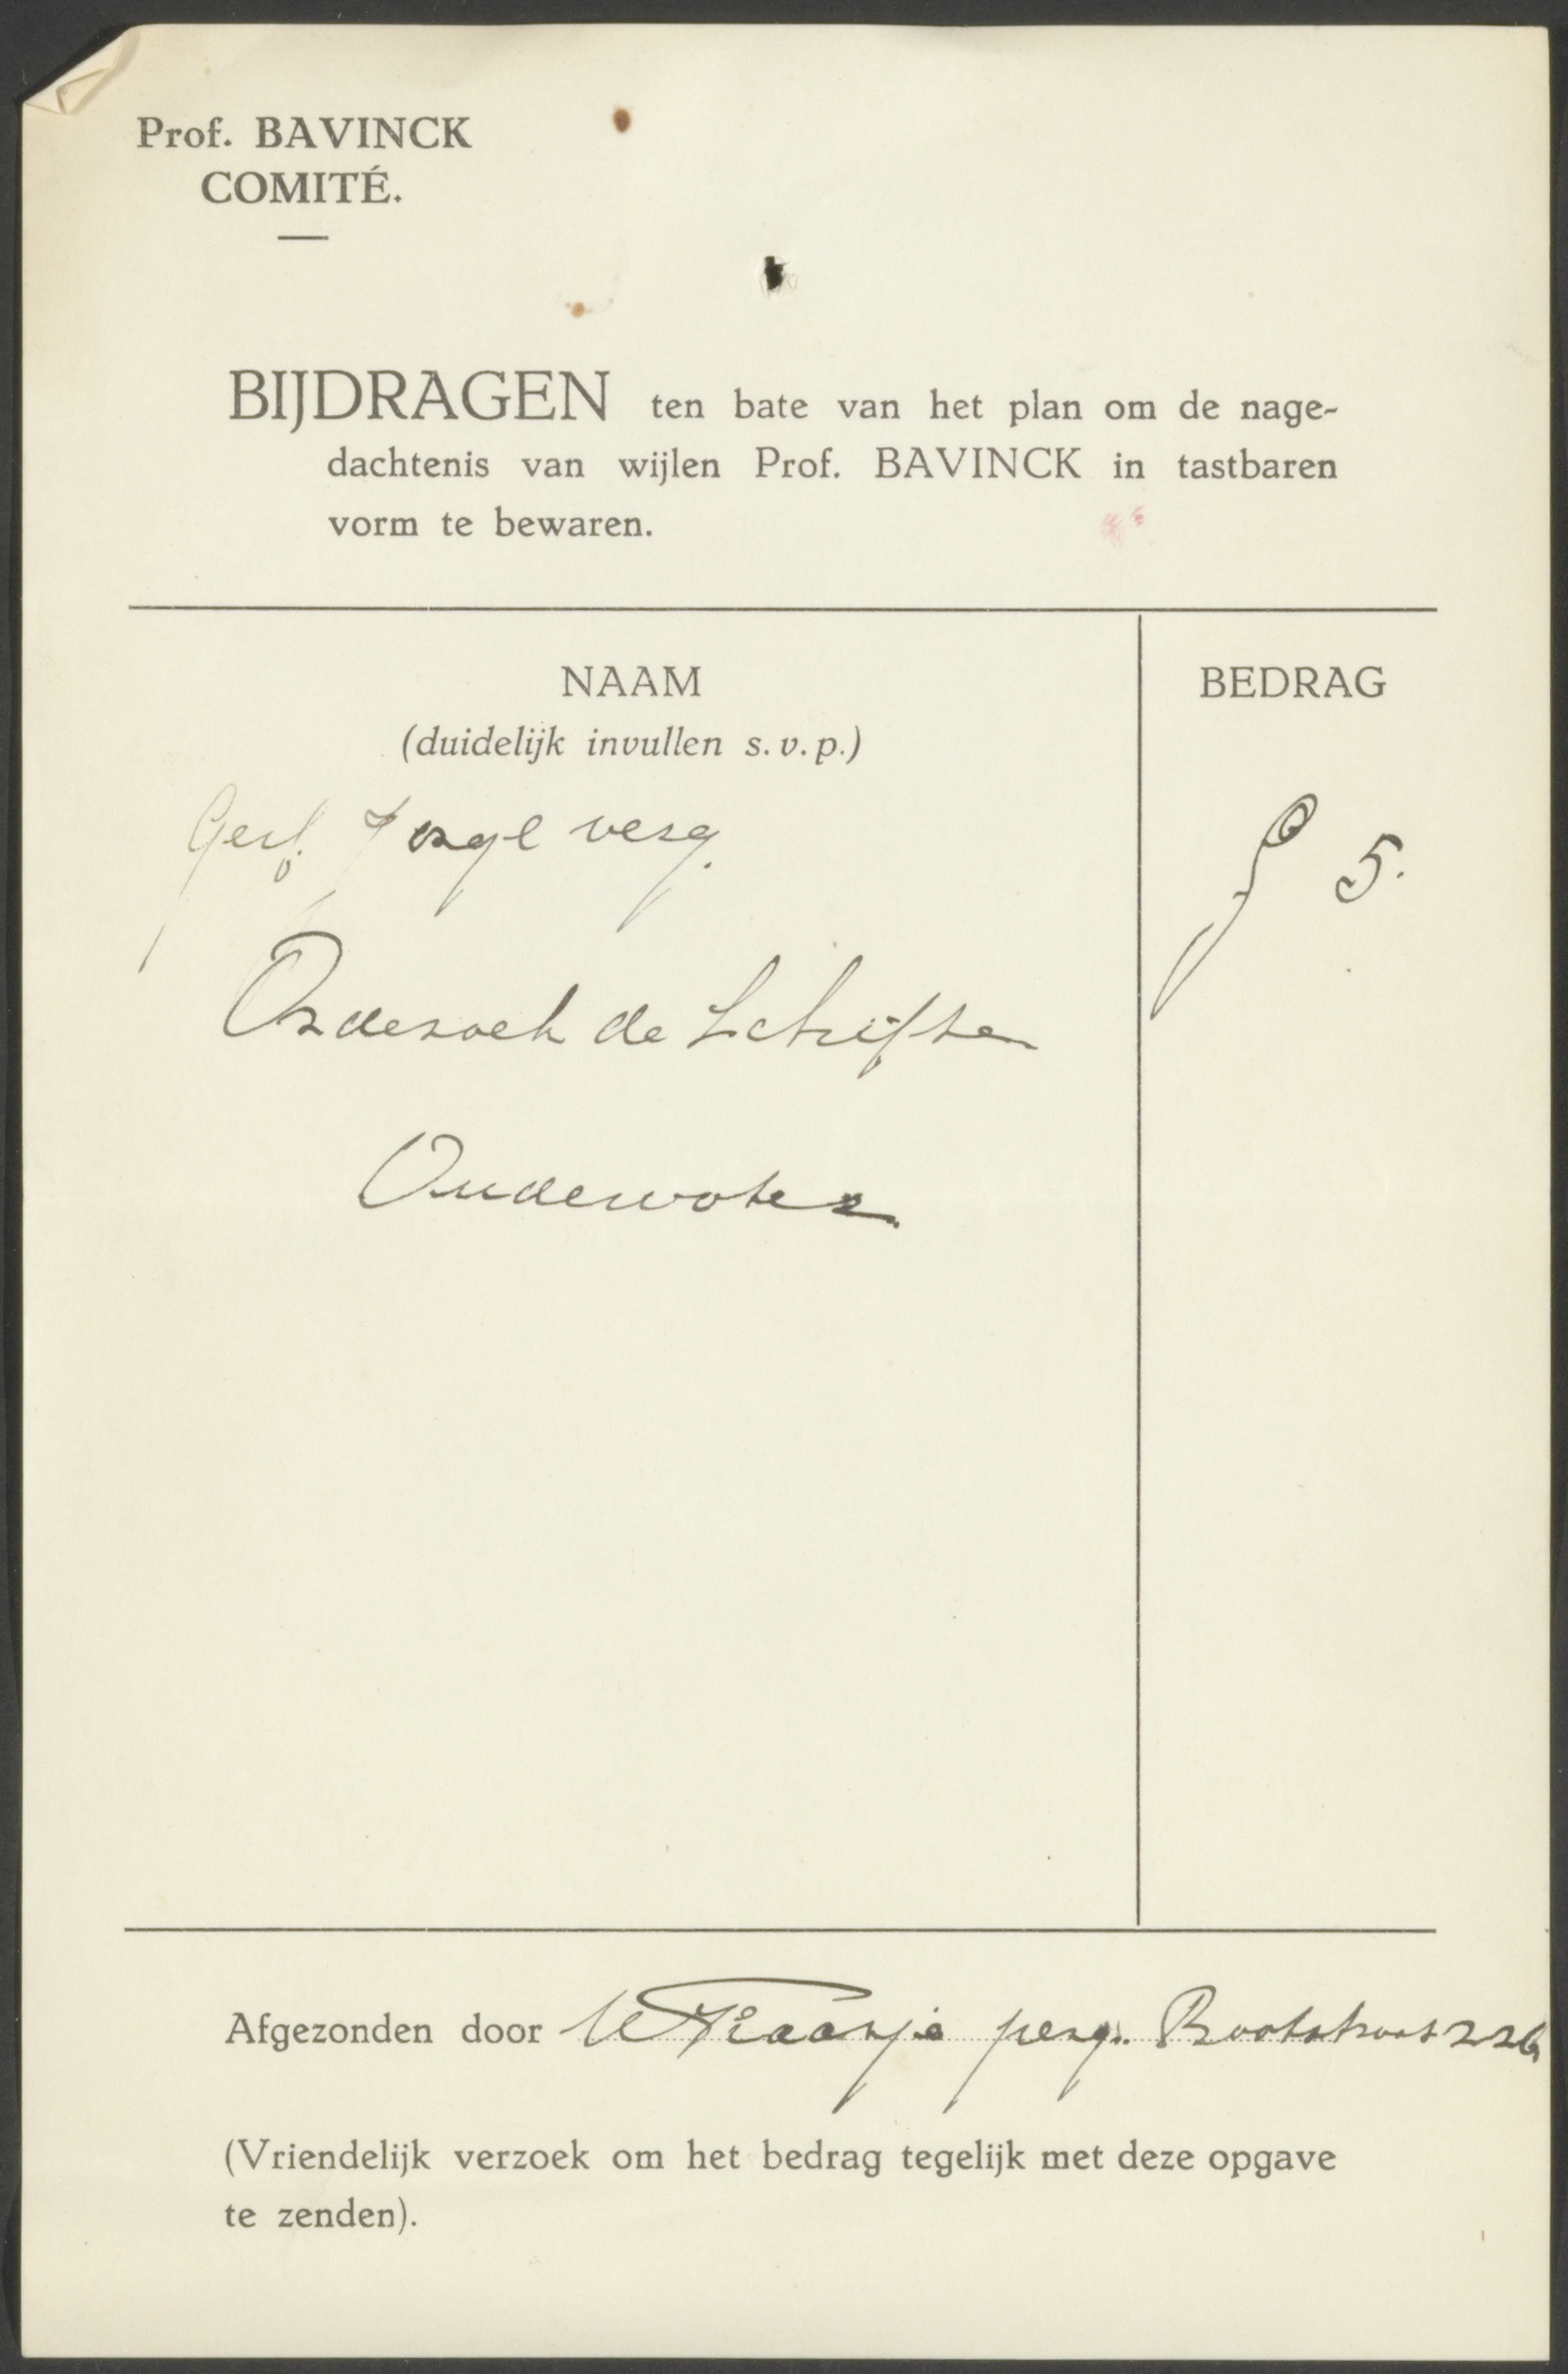 Prof. BAVINCK
COMITÉ.
BIJDRAGEN ten bate van het plan om de nage-
dachtenis van wijlen Prof. BAVINCK in tastbaren
vorm te bewaren.
NAAM
BEDRAG
(duidelijk invullen s.v.p.)
Geref. Jongel verg.
f 5.
Onderzoek de Schriften
Oudewater
Afgezonden door penga.
(Vriendelijk verzoek om het bedrag tegelijk met deze opgave
te zenden).